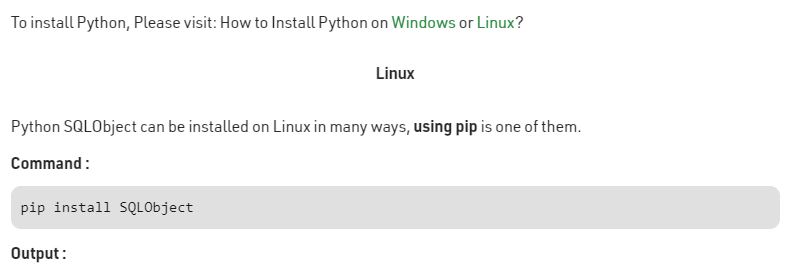 To install Python, Please visit: How to Install Python on Windows or Linux?
Linux
Python SQLObject can be installed on Linux in many ways, using pip is one of them.
Command :
pip install SQLObject
Output :